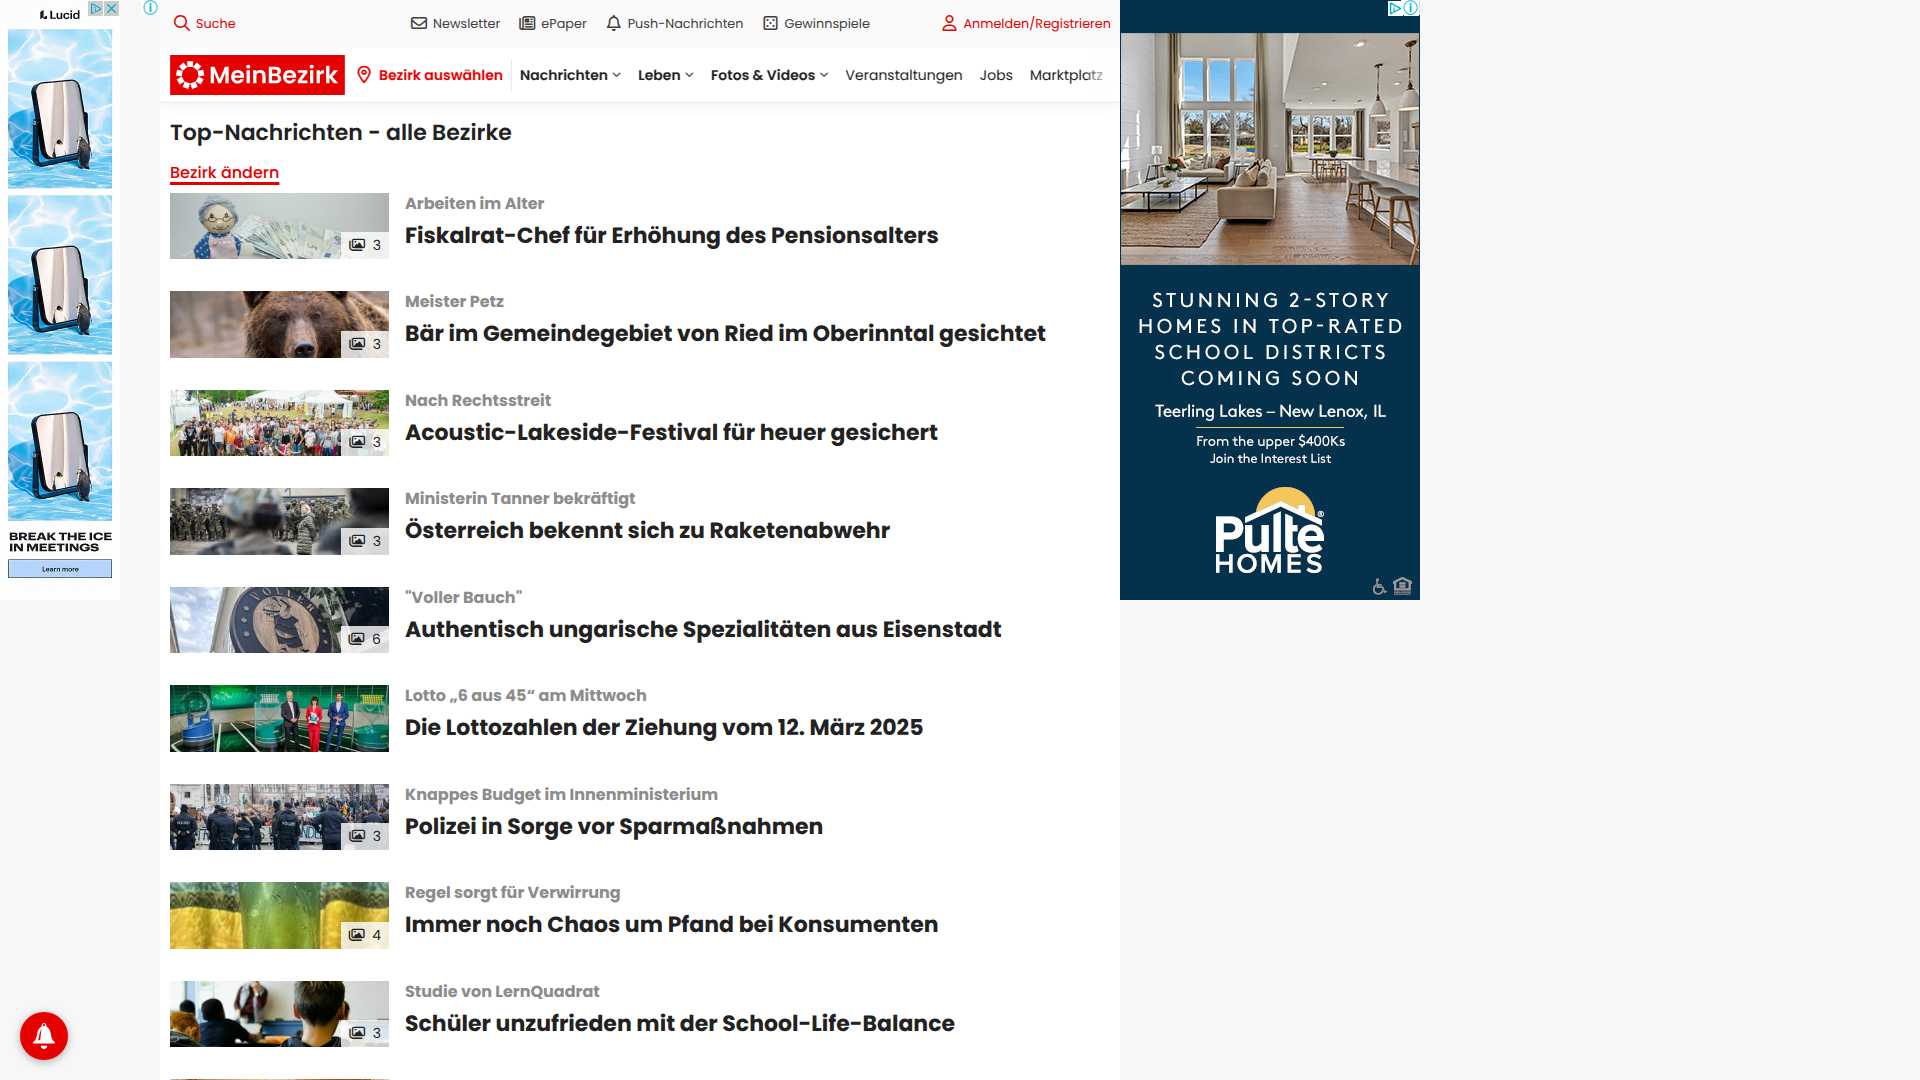 Lucid
BREAK THE ICE
IN MEETINGS
Learn more
Suche
Newsletter
ePaper
Push-Nachrichten
Gewinnspiele
Anmelden/Registrieren
MeinBezirk
Bezirk auswählen
Nachrichten
Leben
Fotos & Videos
Veranstaltungen
Jobs
Marktplatz
Top-Nachrichten - alle Bezirke
Bezirk ändern
3
Arbeiten im Alter
Fiskalrat-Chef für Erhöhung des Pensionsalters
3
Meister Petz
Bär im Gemeindegebiet von Ried im Oberinntal gesichtet
3
Nach Rechtsstreit
Acoustic-Lakeside-Festival für heuer gesichert
3
Ministerin Tanner bekräftigt
Österreich bekennt sich zu Raketenabwehr
VOLLER
6
"Voller Bauch"
Authentisch ungarische Spezialitäten aus Eisenstadt
Lotto „6 aus 45“ am Mittwoch
Die Lottozahlen der Ziehung vom 12. März 2025
3
Knappes Budget im Innenministerium
Polizei in Sorge vor Sparmaßnahmen
4
Regel sorgt für Verwirrung
Immer noch Chaos um Pfand bei Konsumenten
3
Studie von LernQuadrat
Schüler unzufrieden mit der School-Life-Balance
STUNNING 2-STORY
HOMES IN TOP-RATED
SCHOOL DISTRICTS
COMING SOON
Teerling Lakes – New Lenox, IL
From the upper $400Ks
Join the Interest List
Pulte®
HOMES